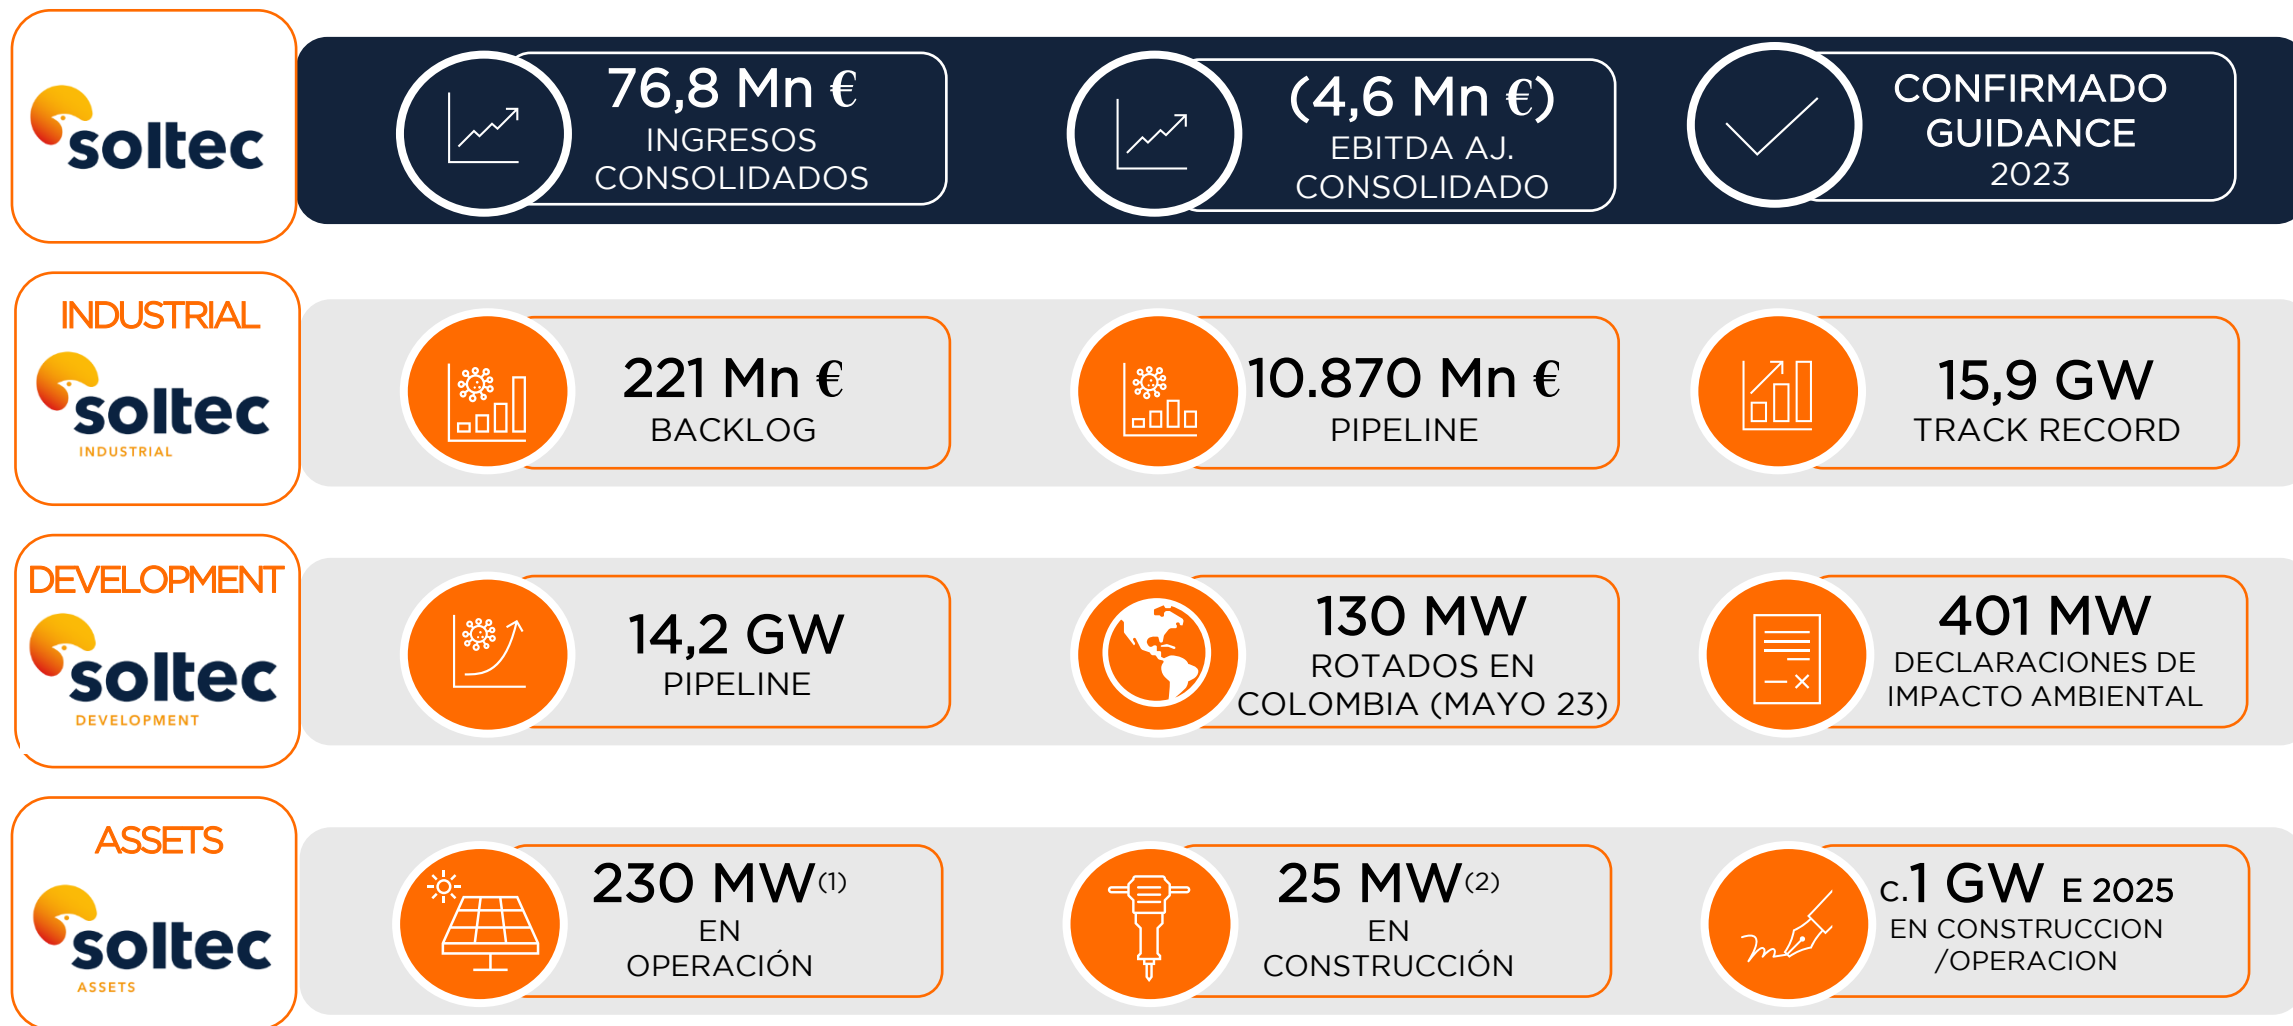 soltec
76,8 Mn €
INGRESOS
CONSOLIDADOS
(4,6 Mn €)
EBITDA AJ.
CONSOLIDADO
CONFIRMADO
GUIDANCE
2023
INDUSTRIAL
soltec
INDUSTRIAL
221 Mn €
BACKLOG
10.870 Mn €
PIPELINE
15,9 GW
TRACK RECORD
DEVELOPMENT
soltec
DEVELOPMENT
14,2 GW
PIPELINE
130 MW
ROTADOS EN
COLOMBIA (MAYO 23)
401 MW
DECLARACIONES DE
IMPACTO AMBIENTAL
ASSETS
soltec
ASSETS
230 MW(1)
EN
OPERACIÓN
25 MW(2)
EN
CONSTRUCCIÓN
c.1 GW E 2025
EN CONSTRUCCION
/OPERACION